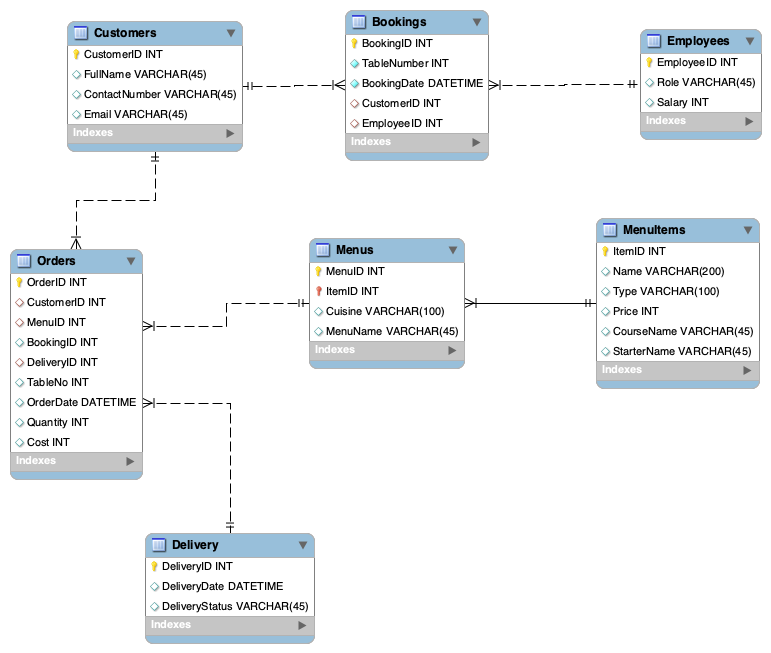 Customers
CustomerID INT
FullName VARCHAR(45)
ContactNumber VARCHAR(45)
Email VARCHAR(45)
Indexes
Bookings
BookingID INT
TableNumber INT
BookingDate DATETIME
CustomerID INT
EmployeeID INT
Indexes
Employees
EmployeeID INT
Role VARCHAR(45)
Salary INT
Indexes
Orders
OrderID INT
CustomerID INT
MenuID INT
BookingID INT
DeliveryID INT
TableNo INT
OrderDate DATETIME
Quantity INT
Cost INT
Indexes
Menus
MenuID INT
ItemID INT
Cuisine VARCHAR(100)
MenuName VARCHAR(45)
Indexes
MenuItems
ItemID INT
Name VARCHAR(200)
Type VARCHAR(100)
Price INT
CourseName VARCHAR(45)
StarterName VARCHAR(45)
Indexes
Delivery
DeliveryID INT
DeliveryDate DATETIME
DeliveryStatus VARCHAR(45)
Indexes